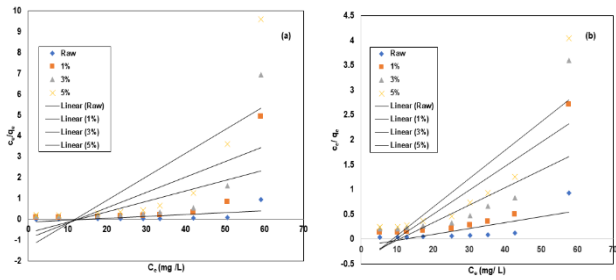 (a)
Raw
1%
3%
5%
Linear (Raw)
Linear (1%)
Linear (3%)
Linear (5%)
10
9
8
7
6
5
4
3
2
1
0
-1
-2
0 10 20 30 40 50 60 70
Ce (mg /L)
ce/qe
(b)
Raw
1%
3%
5%
Linear (Raw)
Linear (1%)
Linear (3%)
Linear (5%)
4.5
4
3.5
3
2.5
2
1.5
1
0.5
0
-0.5
0 10 20 30 40 50 60 70
Ce (mg / L)
ce/ qe